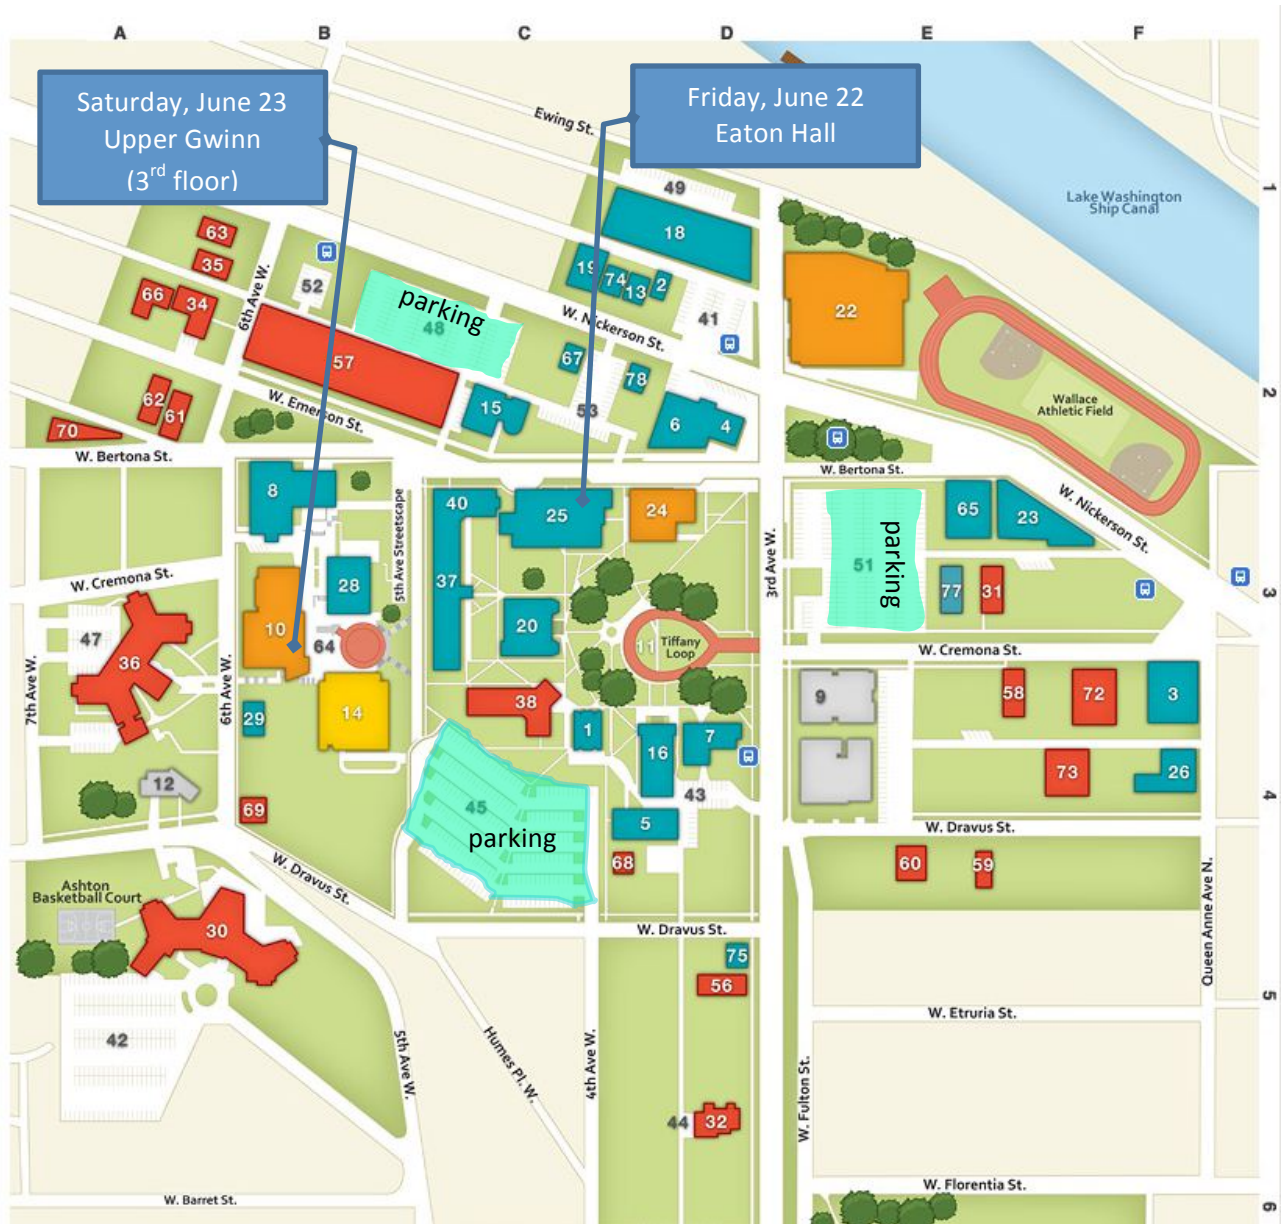 A
B
C
D
E
F
Saturday, June 23
Upper Gwinn
(3rd floor)
Friday, June 22
Eaton Hall
Ewing St.
1
Lake Washington
Ship Canal
49
18
63
35
66
34
6th Ave W.
52
parking
48
19
74
13
2
41
W. Nickerson St.
22
57
67
78
53
15
6
4
62
61
70
W. Emerson St.
W. Bertona St.
Wallace
Athletic Field
2
W. Bertona St.
W. Nickerson St.
8
5th Ave Streetscape
40
25
24
3rd Ave W.
51
parking
65
23
77
31
3
W. Cremona St.
47
36
7th Ave W.
6th Ave W.
28
10
64
37
20
11
Tiffany
Loop
W. Cremona St.
29
14
38
1
16
7
9
58
72
3
12
69
45
parking
43
5
68
73
26
4
W. Dravus St.
W. Dravus St.
60
59
Queen Anne Ave N.
Ashton
Basketball Court
30
W. Dravus St.
75
56
5
42
5th Ave W.
Humes Pl. W.
4th Ave W.
W. Etruria St.
W. Fulton St.
44
32
W. Barret St.
W. Florentia St.
6